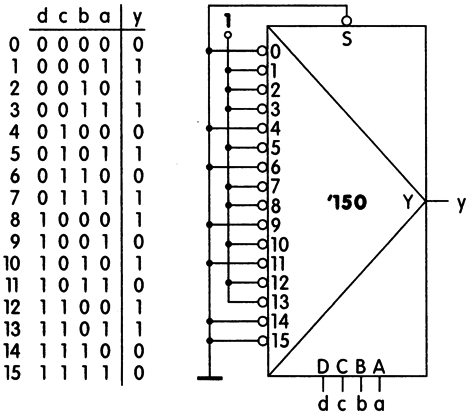 d c b a y
0 0 0 0 0 0
1 0 0 0 1 1
2 0 0 1 0 1
3 0 0 1 1 1
4 0 1 0 0 0
5 0 1 0 1 1
6 0 1 1 0 0
7 0 1 1 1 1
8 1 0 0 0 1
9 1 0 0 1 0
10 1 0 1 0 1
11 1 0 1 1 0
12 1 1 0 0 1
13 1 1 0 1 1
14 1 1 1 0 0
15 1 1 1 1 0
1
S
0
1
2
3
4
5
6
7
8
9
10
11
12
13
14
15
'150
Y y
D C B A
d c b a